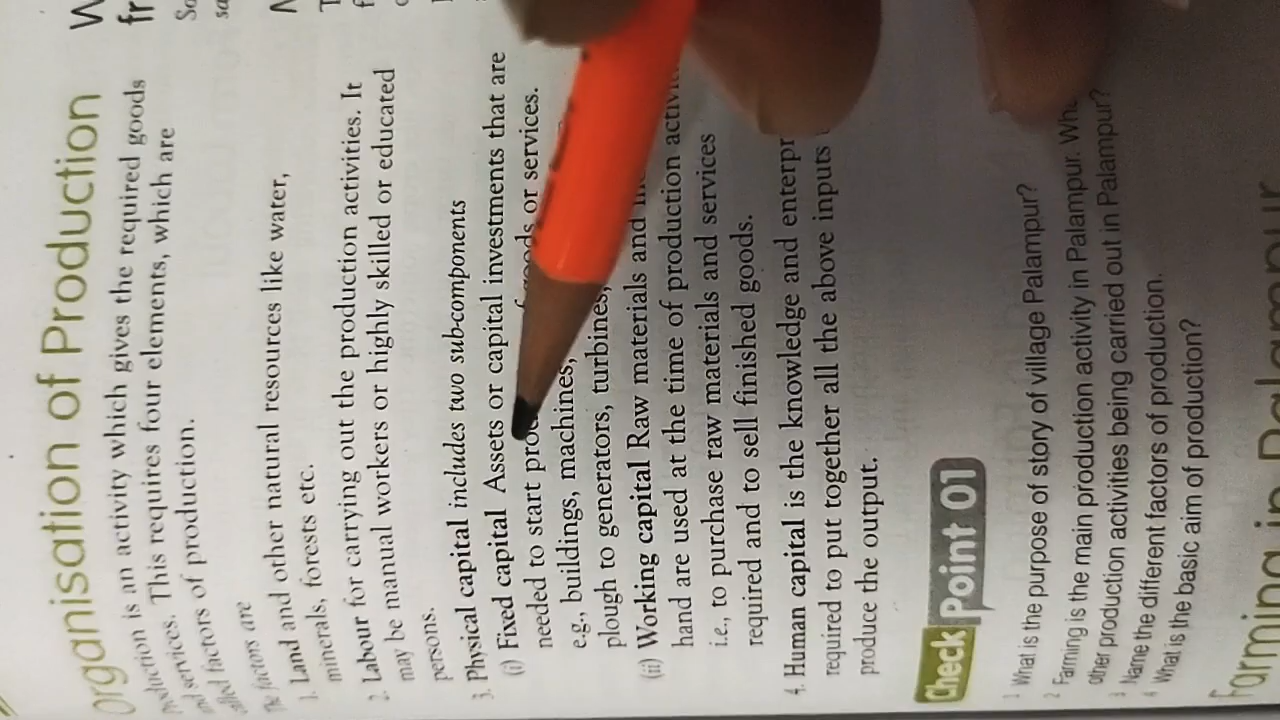 Organisation of Production
Production is an activity which gives the required goods
and services. This requires four elements, which are
called factors of production.
The factors are
1. Land and other natural resources like water,
minerals, forests etc.
2. Labour for carrying out the production activities. It
may be manual workers or highly skilled or educated
persons.
3. Physical capital includes two sub-components
(i) Fixed capital Assets or capital investments that are
needed to start goods or services.
e.g., buildings, machines,
plough to generators, turbines,
(ii) Working capital Raw materials and
hand are used at the time of production
i.e., to purchase raw materials and services
required and to sell finished goods.
4. Human capital is the knowledge and
required to put together all the above inputs
produce the output.
Check Point 01
1 What is the purpose of story of village Palampur?
2 Farming is the main production activity in Palampur.
other production activities being carried out in Palampur?
3 Name the different factors of production.
4 What is the basic aim of production?
Farming in Palampur